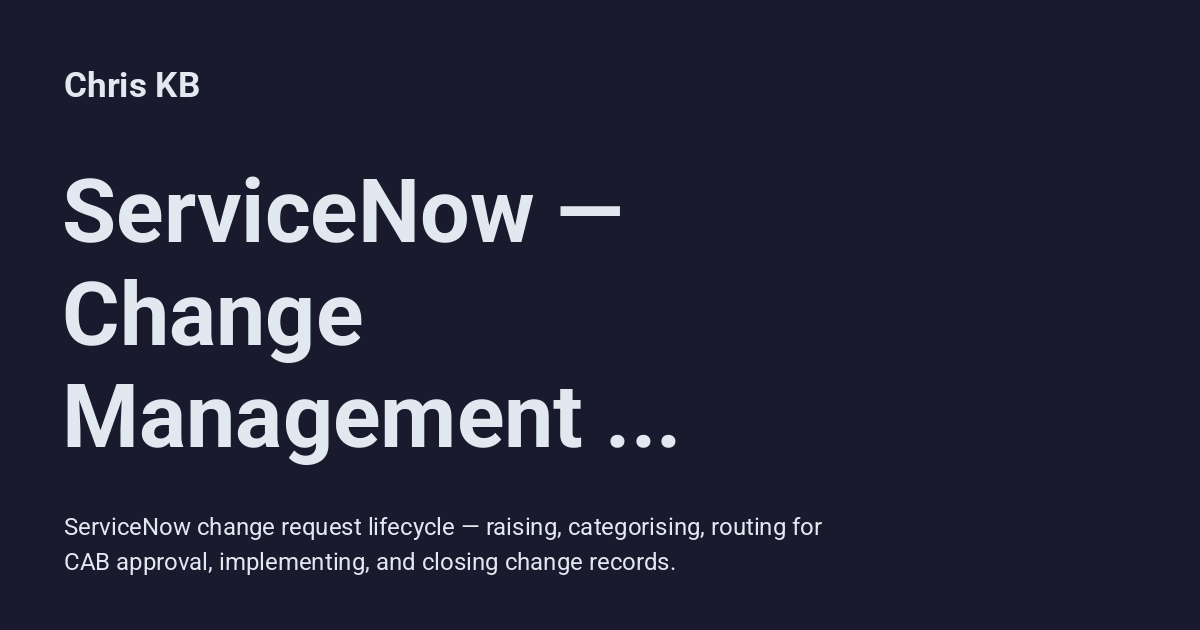 Chris KB
ServiceNow —
Change
Management ...
ServiceNow change request lifecycle — raising, categorising, routing for
CAB approval, implementing, and closing change records.